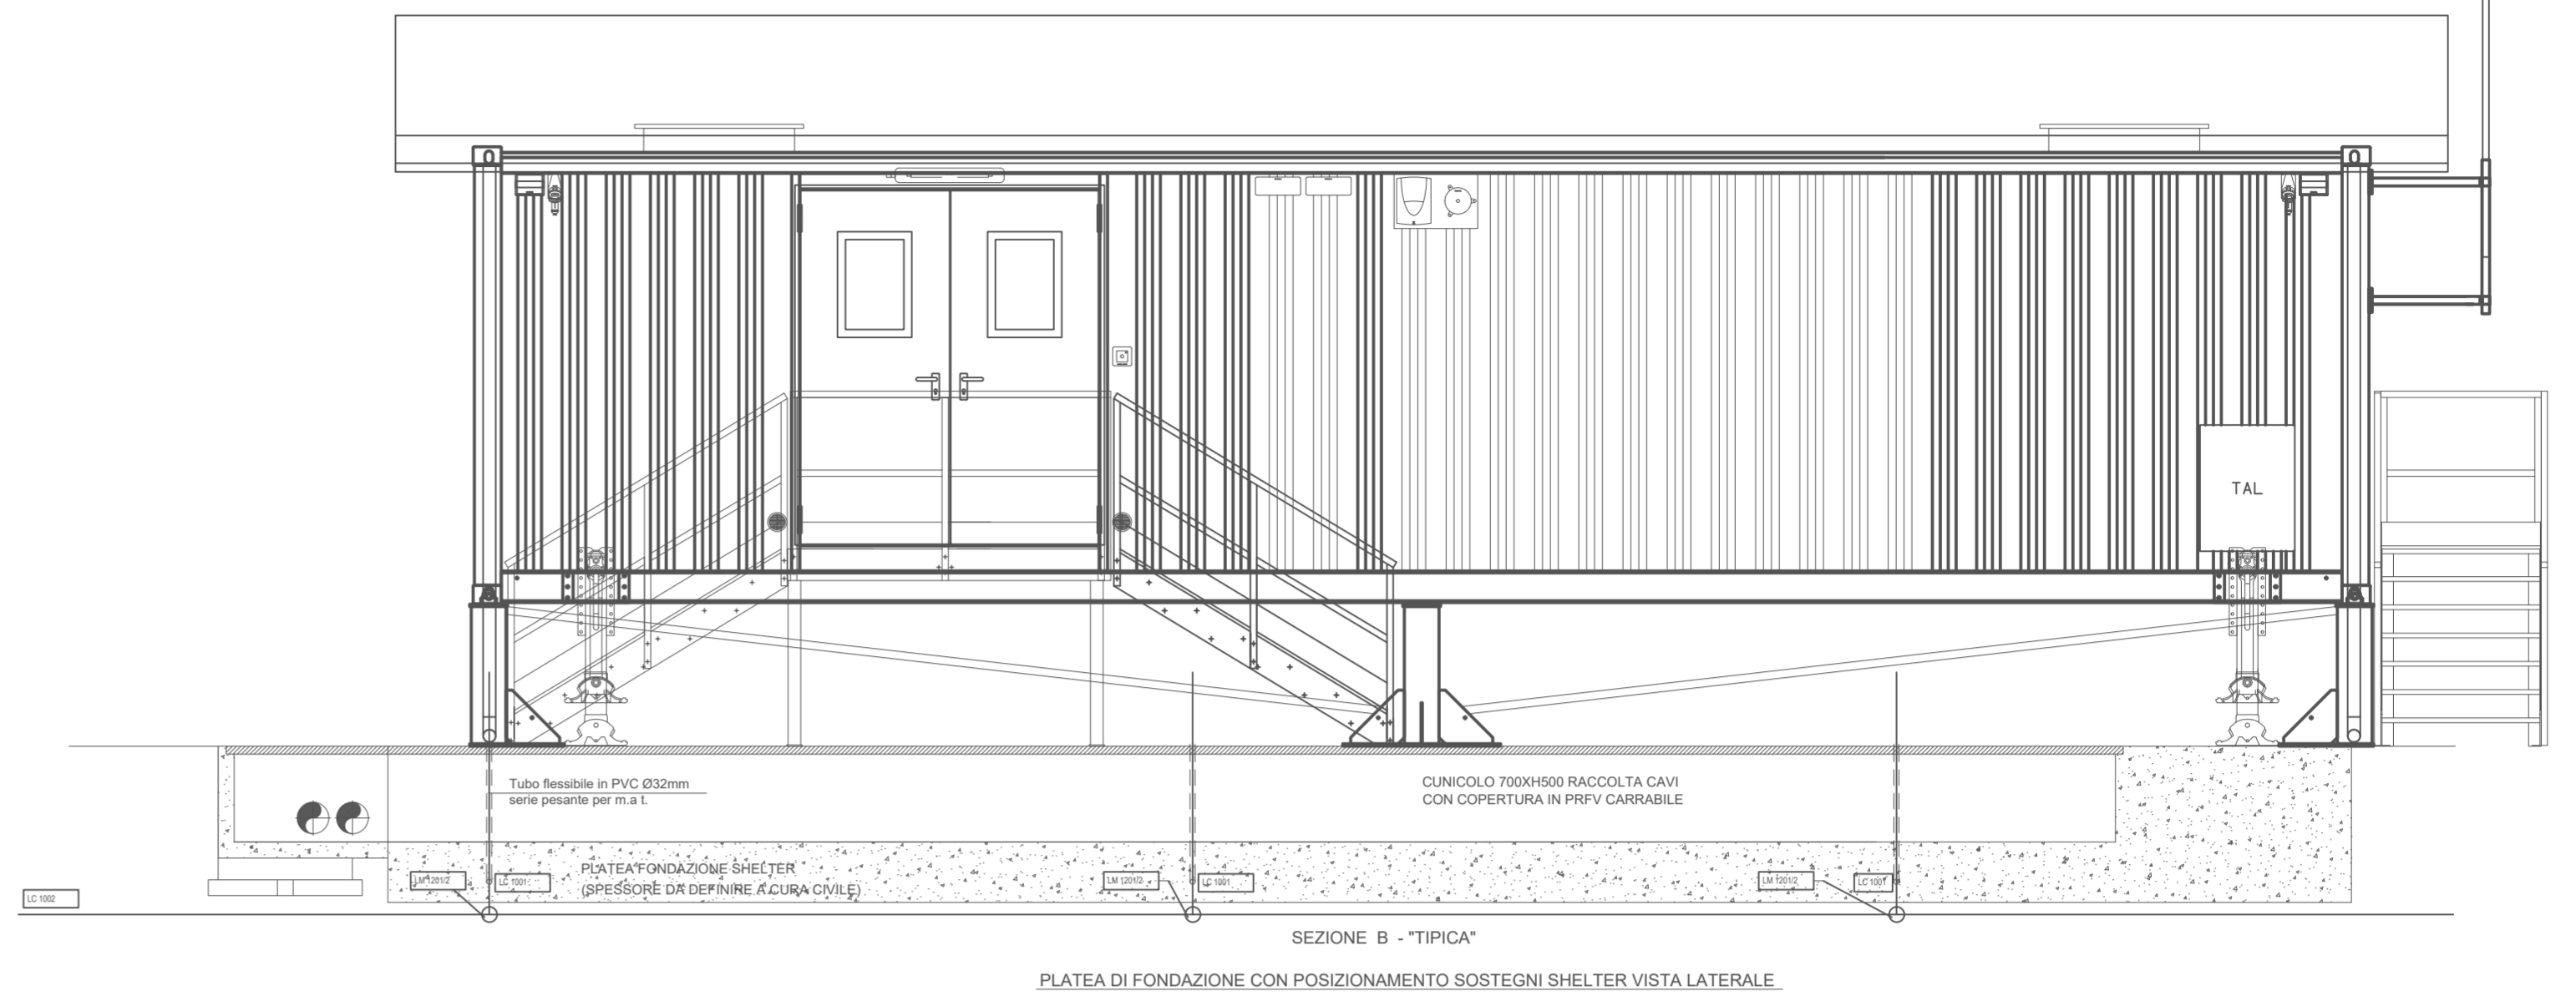 TAL
Tubo flessibile in PVC Ø32mm
serie pesante per m.a t.
CUNICOLO 700XH500 RACCOLTA CAVI
CON COPERTURA IN PRFV CARRABILE
PLATEA FONDAZIONE SHELTER
(SPESSORE DA DEFINIRE A CURA CIVILE)
LM 1201/2
LC 1001
LM 1201/2
LC 1001
LM 1201/2
LC 1001
LC 1002
SEZIONE B - "TIPICA"
PLATEA DI FONDAZIONE CON POSIZIONAMENTO SOSTEGNI SHELTER VISTA LATERALE